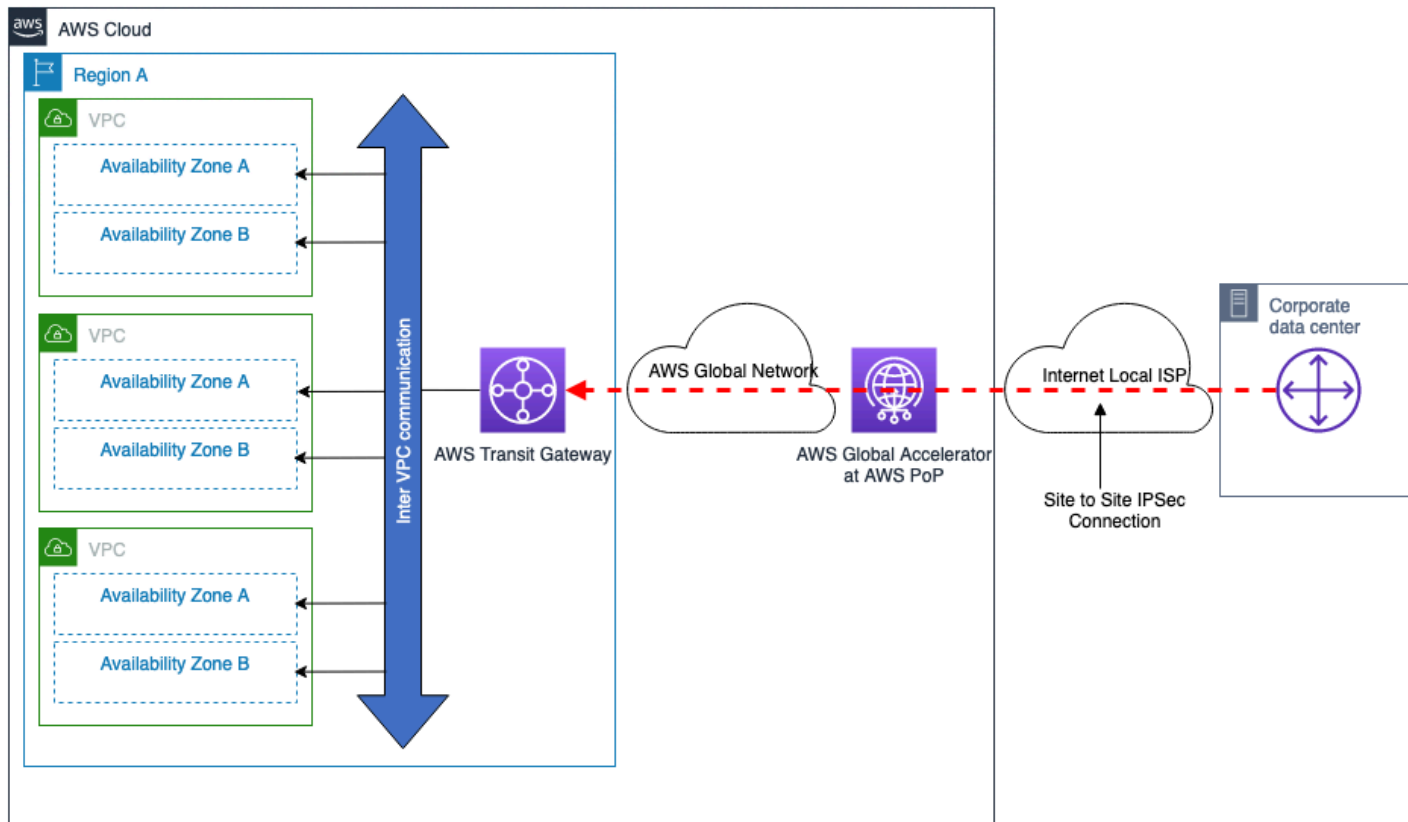 aws
AWS Cloud
Region A
VPC
Availability Zone A
Availability Zone B
VPC
Availability Zone A
Availability Zone B
VPC
Availability Zone A
Availability Zone B
Inter VPC communication
AWS Transit Gateway
AWS Global Network
AWS Global Accelerator
at AWS PoP
Internet Local ISP
Site to Site IPSec
Connection
Corporate
data center